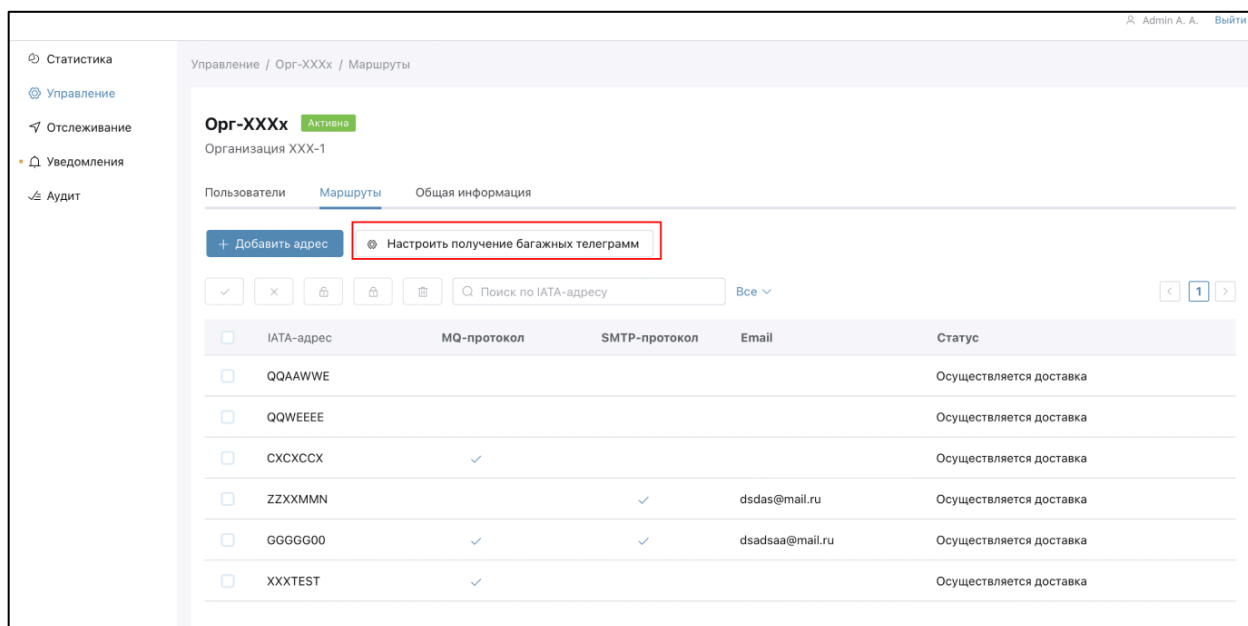 Admin A. A. Выйти
Статистика
Управление
Отслеживание
Уведомления
Аудит
Управление / Орг-XXXx / Маршруты
Орг-XXXx Активна
Организация XXX-1
Пользователи Маршруты Общая информация
+ Добавить адрес Настроить получение багажных телеграмм
Поиск по IATA-адресу Все 1
IATA-адрес MQ-протокол SMTP-протокол Email Статус
QQAAWWE Осуществляется доставка
QQWEEEE Осуществляется доставка
CXCXCCX Осуществляется доставка
ZZXXMMN dsdas@mail.ru Осуществляется доставка
GGGGG00 dsadsaa@mail.ru Осуществляется доставка
XXXTEST Осуществляется доставка